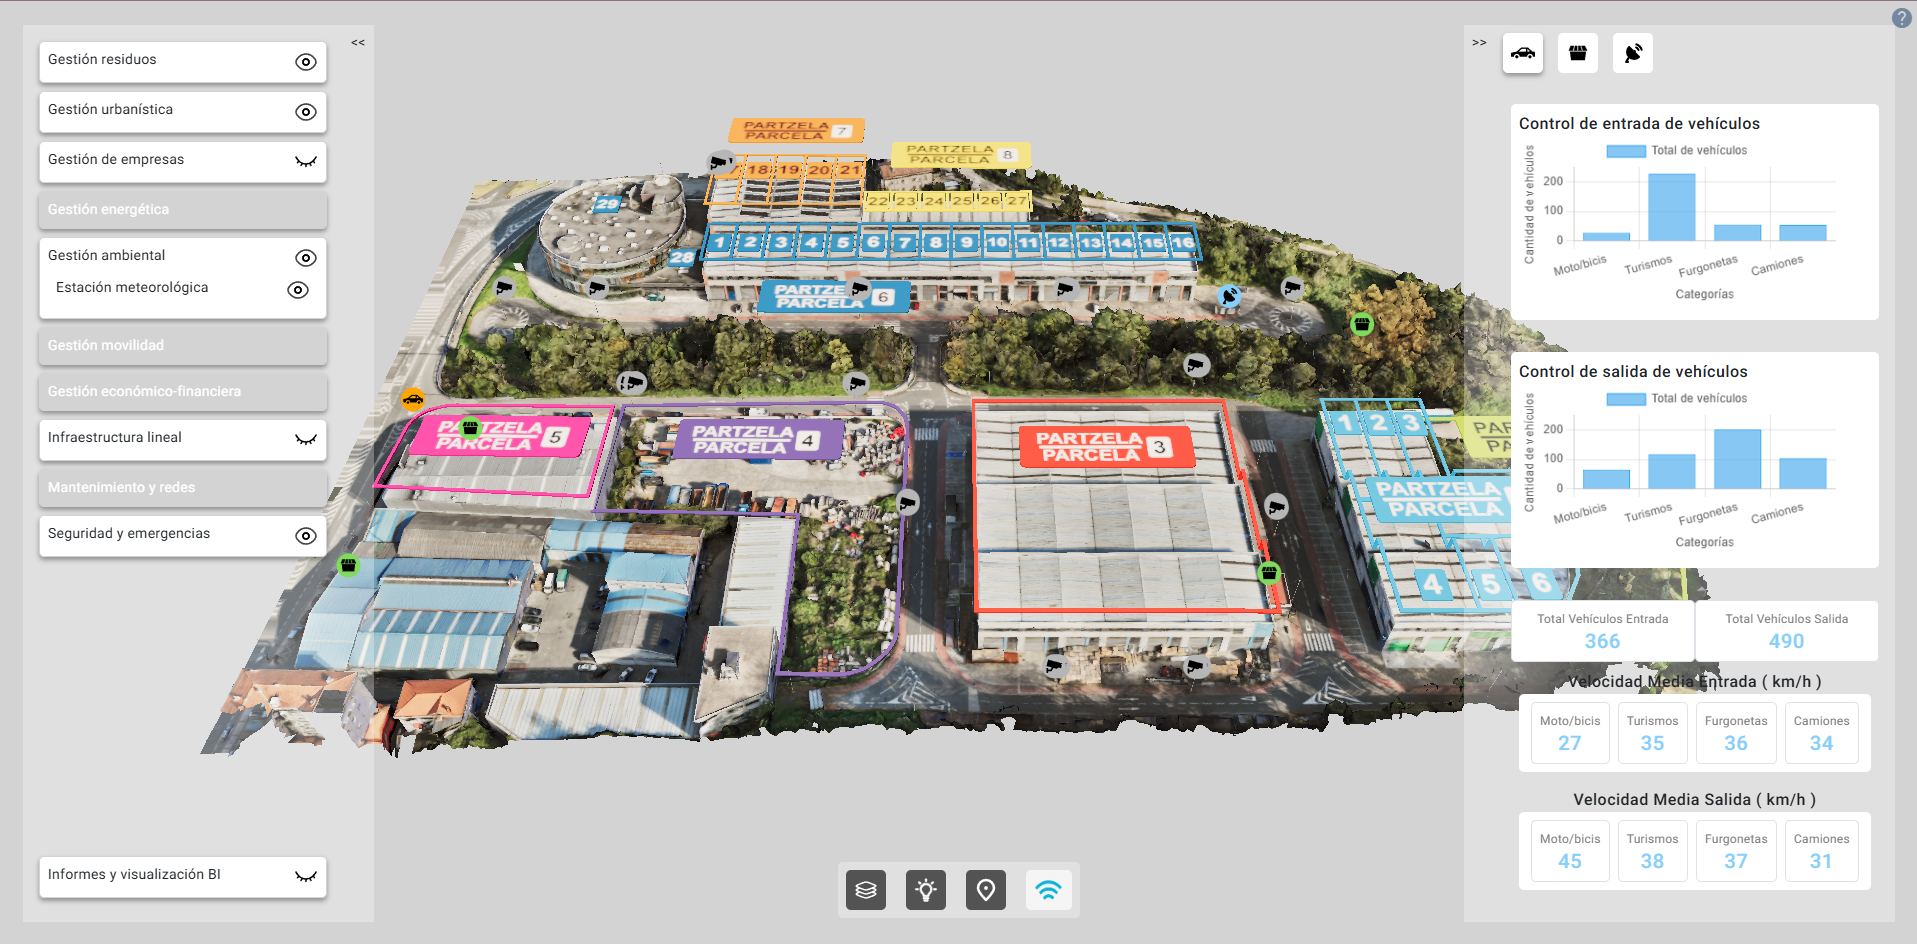 <<
Gestión residuos
Gestión urbanística
Gestión de empresas
Gestión energética
Gestión ambiental
Estación meteorológica
Gestión movilidad
Gestión económico-financiera
Infraestructura lineal
Mantenimiento y redes
Seguridad y emergencias
Informes y visualización BI
PARTZELA
PARCELA 7
PARTZELA
PARCELA 8
18 19 20 21
22 23 24 25 26 27
29
1 2 3 4 5 6 7 8 9 10 11 12 13 14 15 16
28
PARTZELA
PARCELA 6
PARTZELA
PARCELA 5
PARTZELA
PARCELA 4
PARTZELA
PARCELA 3
1 2 3
PARTZELA
PARCELA
4 5 6
>>
?
Control de entrada de vehículos
Total de vehículos
Cantidad de vehículos
200
100
0
Moto/bicis Turismos Furgonetas Camiones
Categorías
Control de salida de vehículos
Total de vehículos
Cantidad de vehículos
200
100
0
Moto/bicis Turismos Furgonetas Camiones
Categorías
Total Vehículos Entrada Total Vehículos Salida
366 490
Velocidad Media Entrada ( km/h )
Moto/bicis Turismos Furgonetas Camiones
27 35 36 34
Velocidad Media Salida ( km/h )
Moto/bicis Turismos Furgonetas Camiones
45 38 37 31